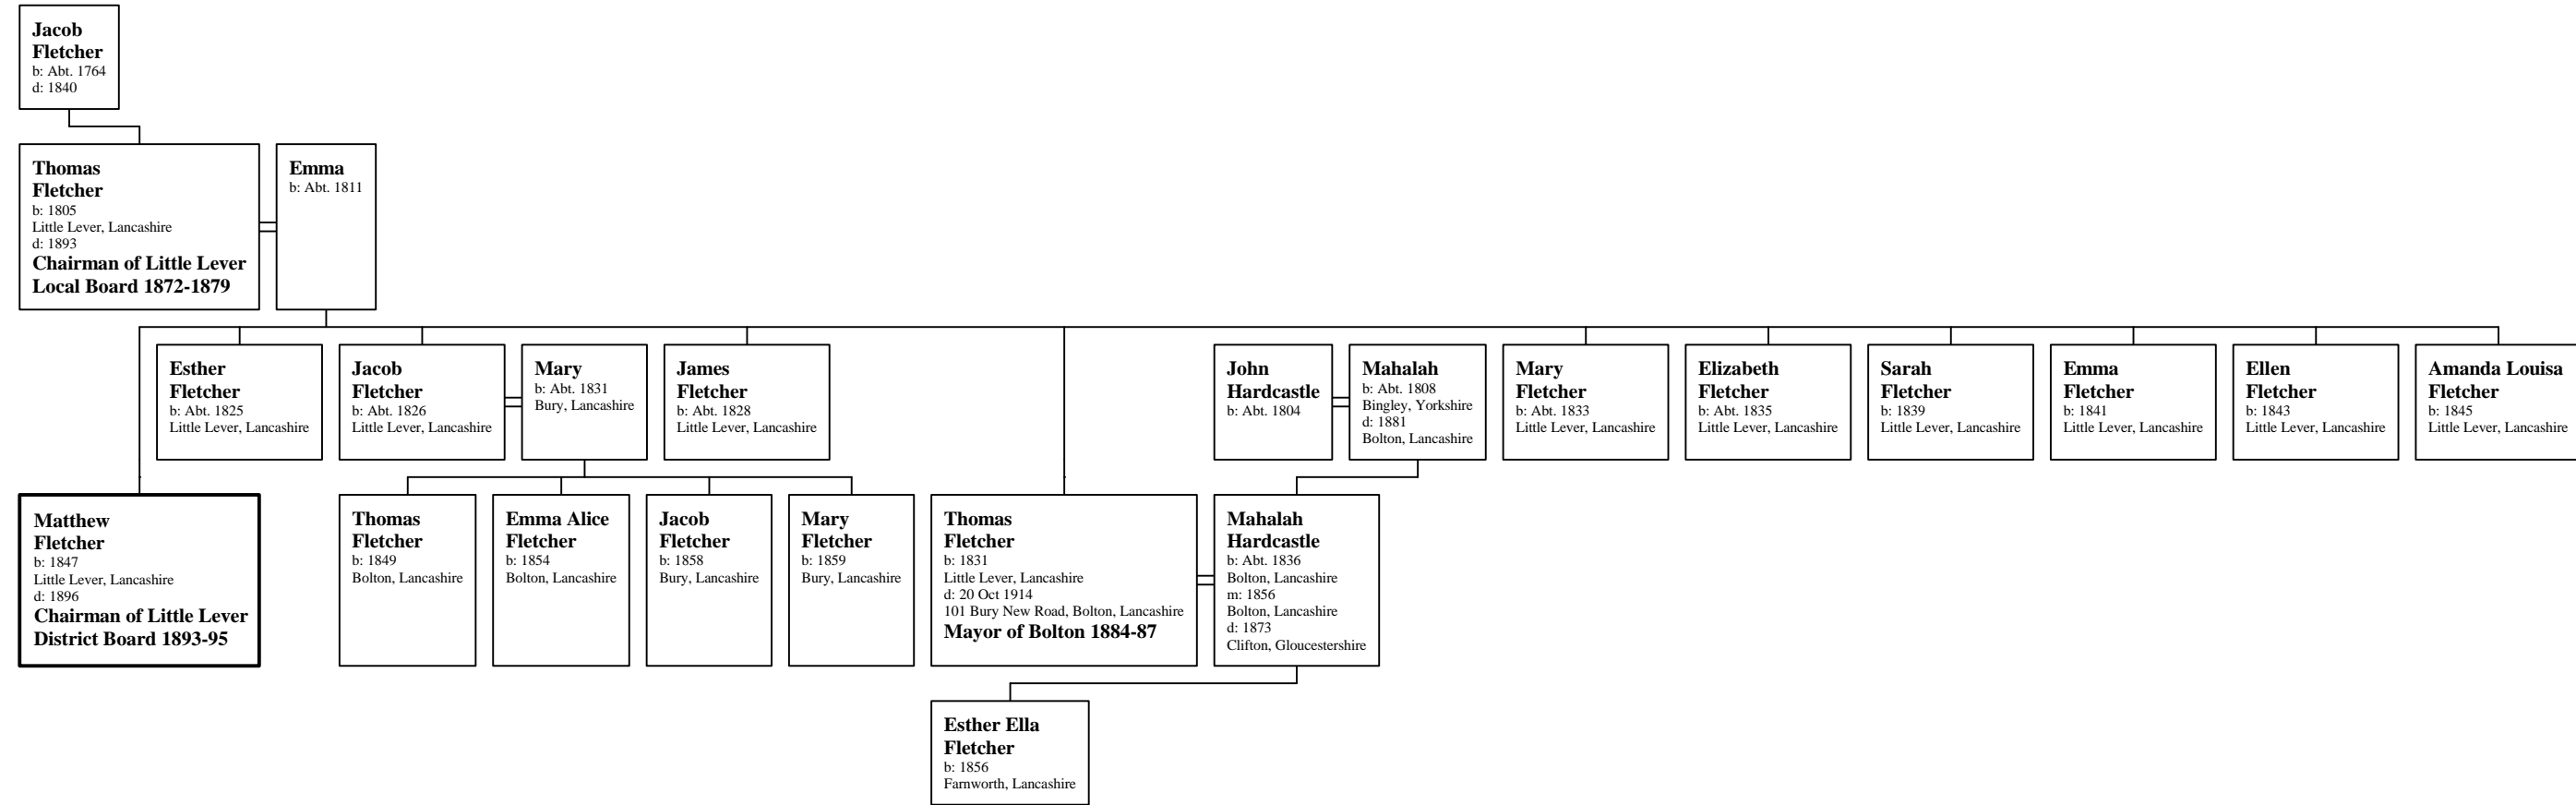 Jacob
Fletcher
b: Abt. 1764
d: 1840
Thomas
Fletcher
b: 1805
Little Lever, Lancashire
d: 1893
Chairman of Little Lever
Local Board 1872-1879
Emma
b: Abt. 1811
Esther
Fletcher
b: Abt. 1825
Little Lever, Lancashire
Jacob
Fletcher
b: Abt. 1826
Little Lever, Lancashire
Mary
b: Abt. 1831
Bury, Lancashire
James
Fletcher
b: Abt. 1828
Little Lever, Lancashire
John
Hardcastle
b: Abt. 1804
Mahalah
b: Abt. 1808
Bingley, Yorkshire
d: 1881
Bolton, Lancashire
Mary
Fletcher
b: Abt. 1833
Little Lever, Lancashire
Elizabeth
Fletcher
b: Abt. 1835
Little Lever, Lancashire
Sarah
Fletcher
b: 1839
Little Lever, Lancashire
Emma
Fletcher
b: 1841
Little Lever, Lancashire
Ellen
Fletcher
b: 1843
Little Lever, Lancashire
Amanda Louisa
Fletcher
b: 1845
Little Lever, Lancashire
Matthew
Fletcher
b: 1847
Little Lever, Lancashire
d: 1896
Chairman of Little Lever
District Board 1893-95
Thomas
Fletcher
b: 1849
Bolton, Lancashire
Emma Alice
Fletcher
b: 1854
Bolton, Lancashire
Jacob
Fletcher
b: 1858
Bury, Lancashire
Mary
Fletcher
b: 1859
Bury, Lancashire
Thomas
Fletcher
b: 1831
Little Lever, Lancashire
d: 20 Oct 1914
101 Bury New Road, Bolton, Lancashire
Mayor of Bolton 1884-87
Mahalah
Hardcastle
b: Abt. 1836
Bolton, Lancashire
m: 1856
Bolton, Lancashire
d: 1873
Clifton, Gloucestershire
Esther Ella
Fletcher
b: 1856
Farnworth, Lancashire